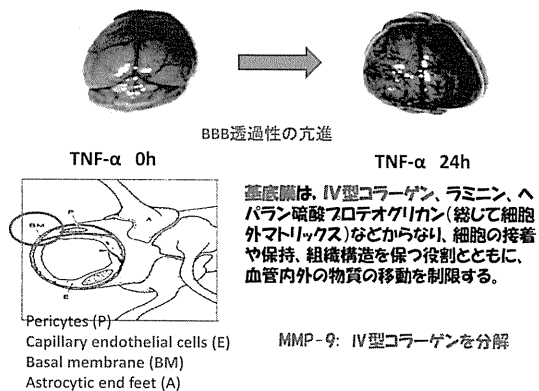 BBB透過性の亢進
TNF-α 0h
TNF-α 24h
BM
P
A
E
基底膜は、Ⅳ型コラーゲン、ラミニン、ヘ
パラン硫酸プロテオグリカン(総じて細胞
外マトリックス)などからなり、細胞の接着
や保持、組織構造を保つ役割とともに、
血管内外の物質の移動を制限する。
Pericytes (P)
Capillary endothelial cells (E)
Basal membrane (BM)
Astrocytic end feet (A)
MMP-9: Ⅳ型コラーゲンを分解